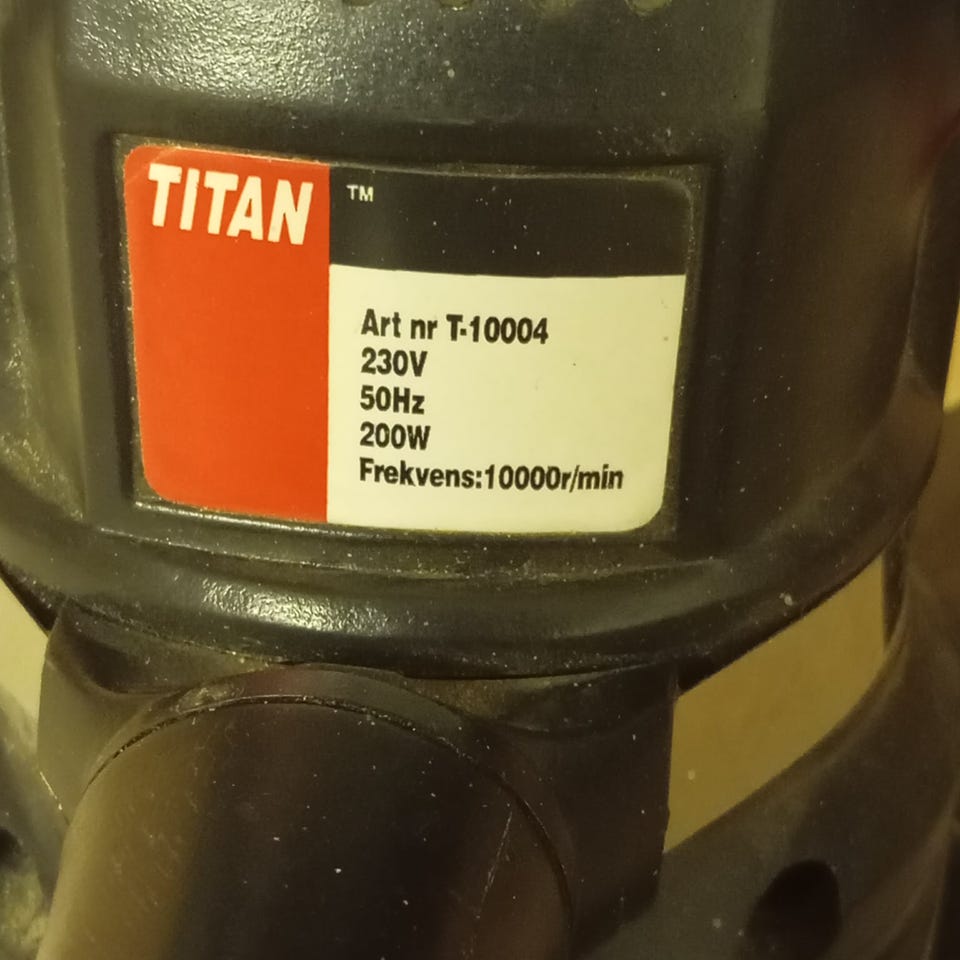 TITAN ™
Art nr T-10004
230V
50Hz
200W
Frekvens:10000r/min